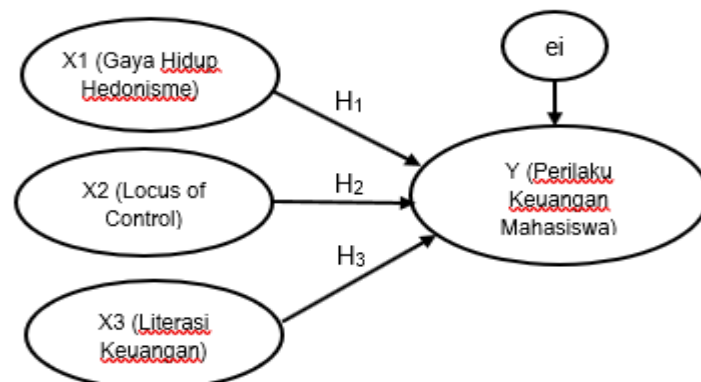 X1 (Gaya Hidup
Hedonisme)
H1
ei
X2 (Locus of
Control)
H2
Y (Perilaku
Keuangan
Mahasiswa)
X3 (Literasi
Keuangan)
H3